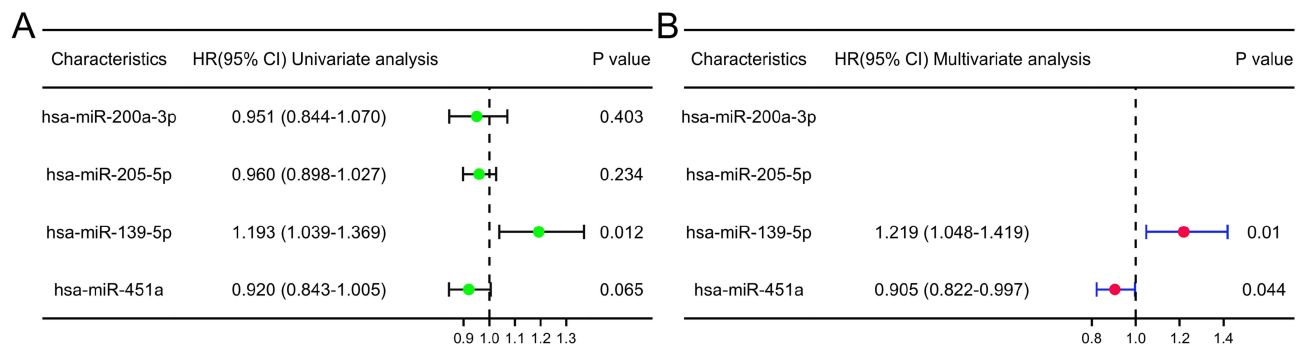 A
Characteristics HR(95% CI) Univariate analysis P value
hsa-miR-200a-3p 0.951 (0.844-1.070) 0.403
hsa-miR-205-5p 0.960 (0.898-1.027) 0.234
hsa-miR-139-5p 1.193 (1.039-1.369) 0.012
hsa-miR-451a 0.920 (0.843-1.005) 0.065
0.9 1.0 1.1 1.2 1.3
B
Characteristics HR(95% CI) Multivariate analysis P value
hsa-miR-200a-3p
hsa-miR-205-5p
hsa-miR-139-5p 1.219 (1.048-1.419) 0.01
hsa-miR-451a 0.905 (0.822-0.997) 0.044
0.8 1.0 1.2 1.4